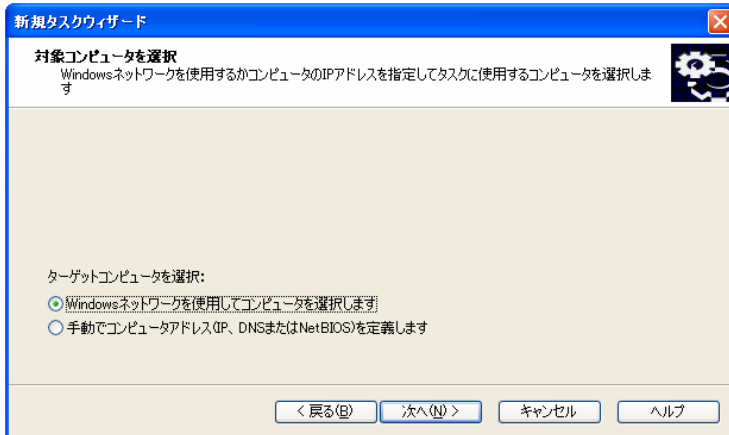 新規タスクウィザード
対象コンピュータを選択
Windowsネットワークを使用するかコンピュータのIPアドレスを指定してタスクに使用するコンピュータを選択しま
す
ターゲットコンピュータを選択:
Windowsネットワークを使用してコンピュータを選択します
手動でコンピュータアドレス(IP、DNSまたはNetBIOS)を定義します
< 戻る(B) 次へ(N) > キャンセル ヘルプ